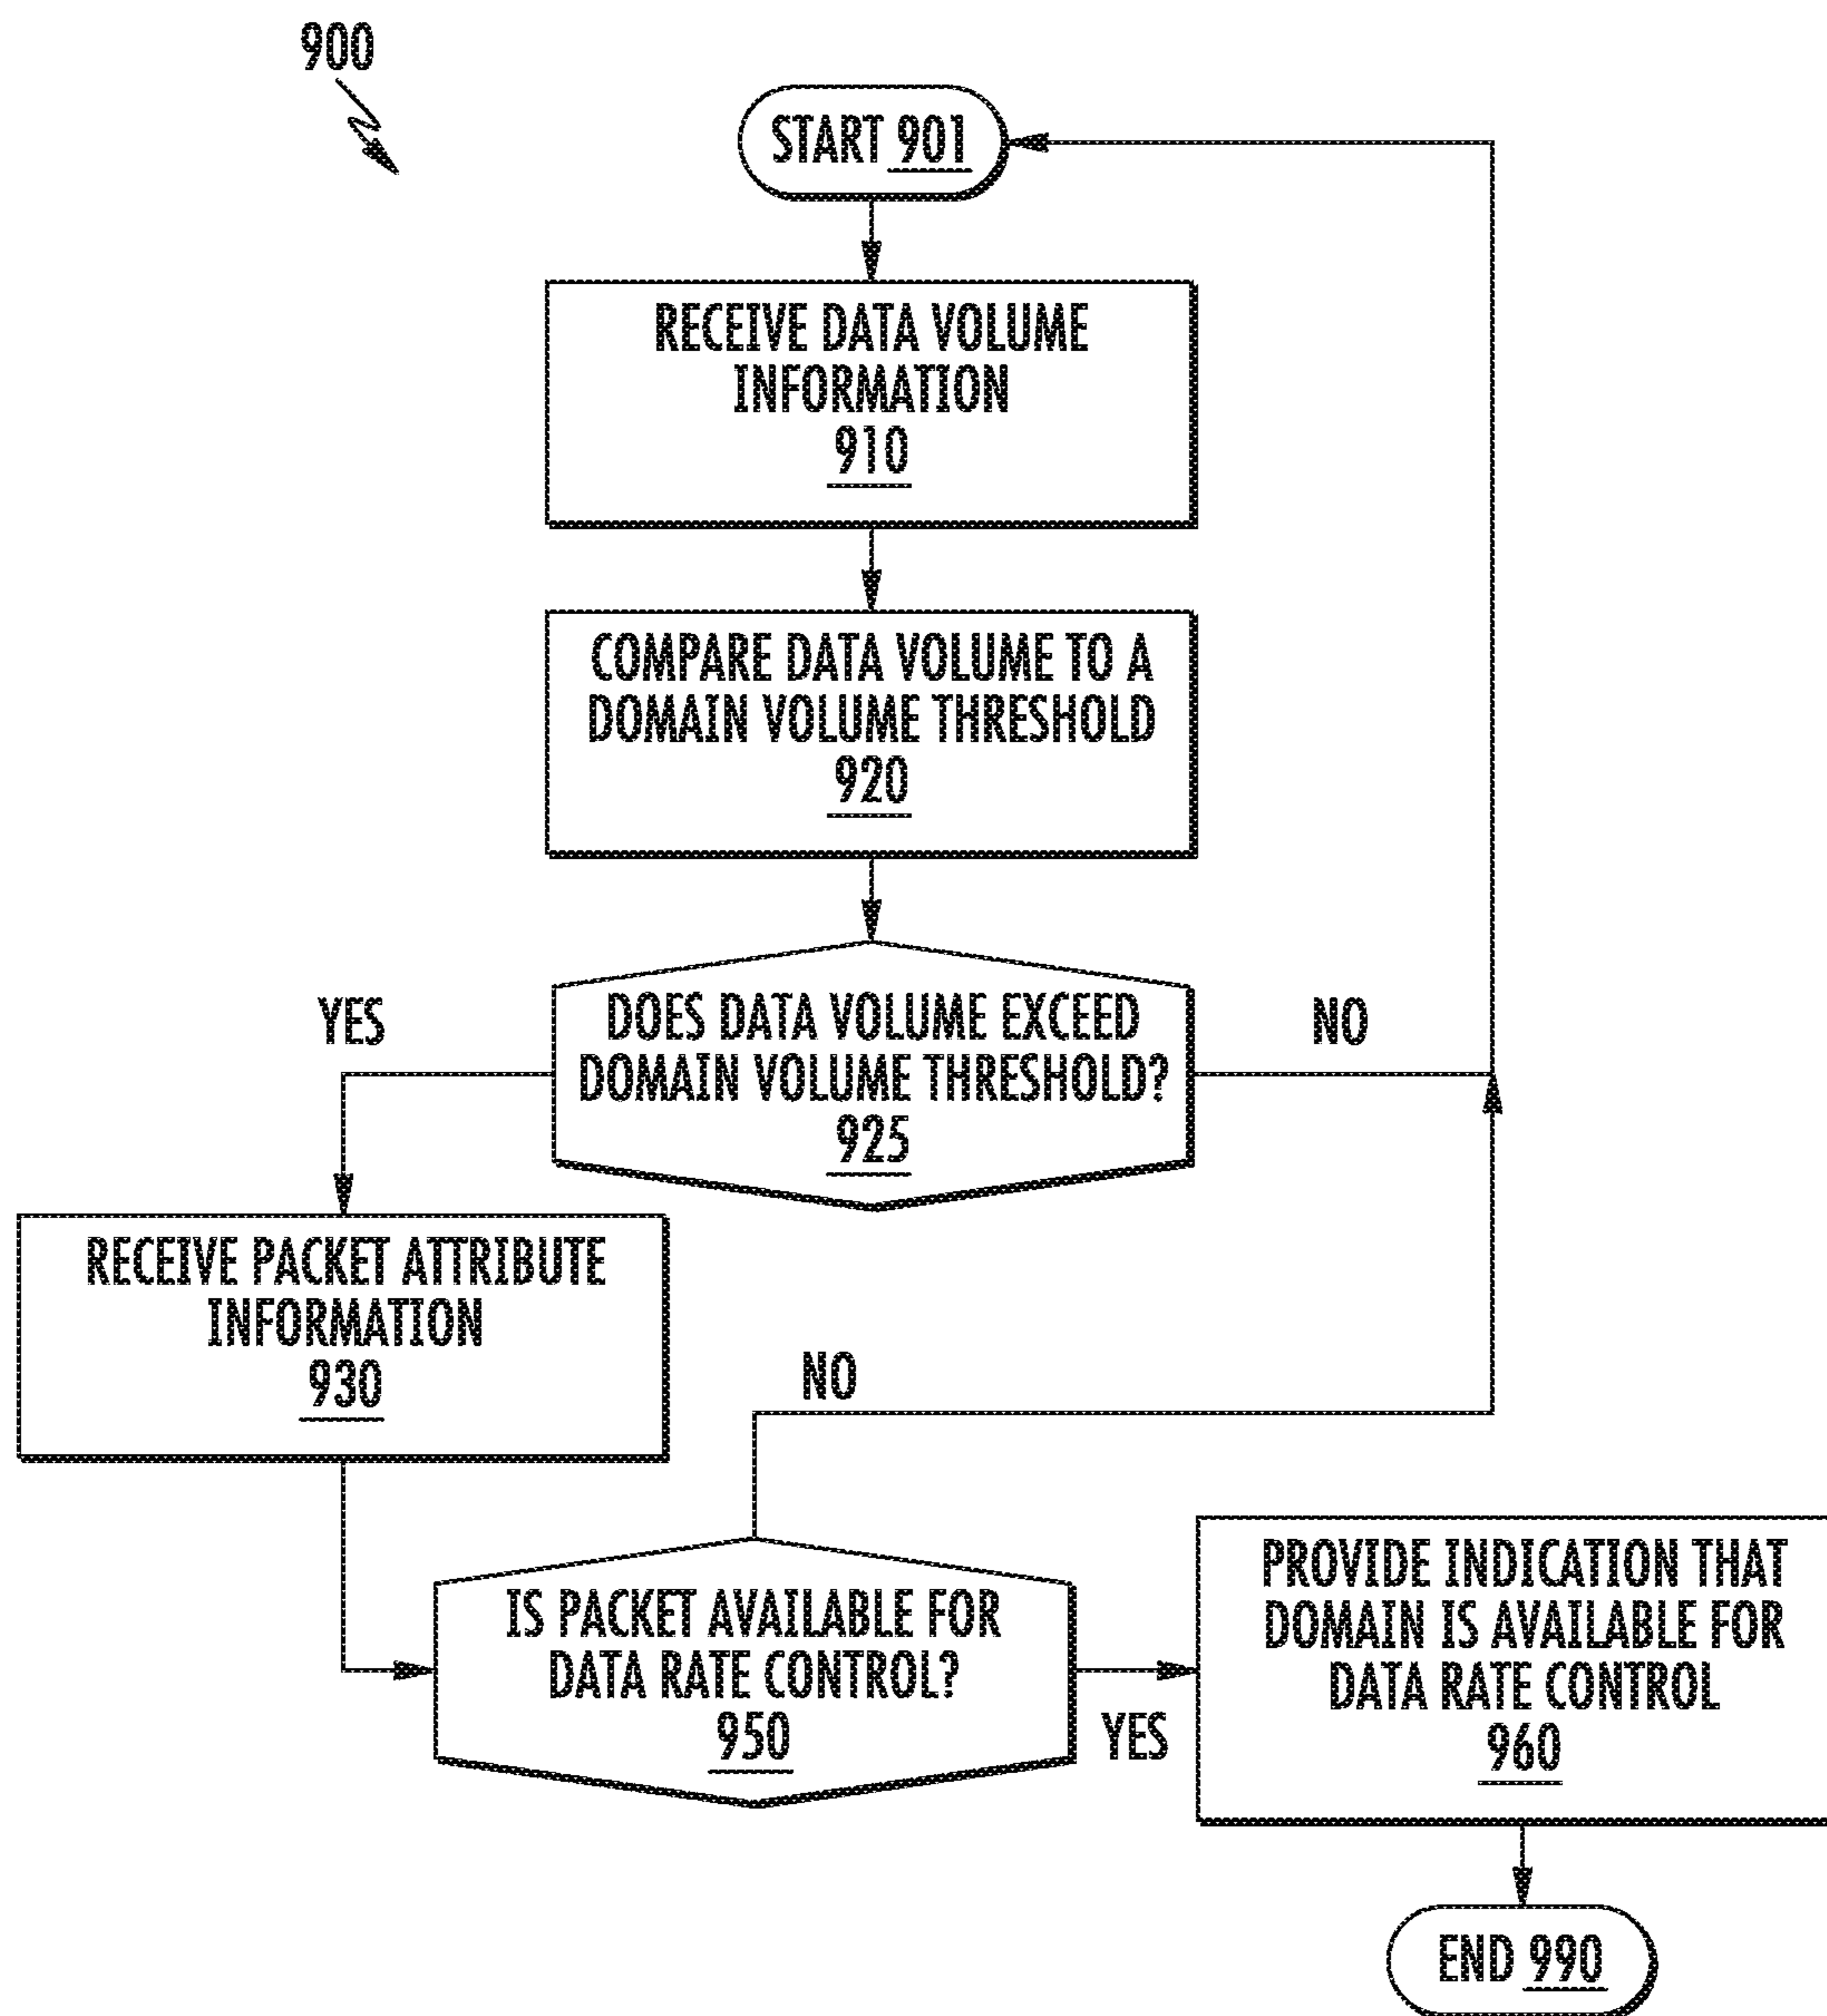 900
START 901
RECEIVE DATA VOLUME
INFORMATION
910
COMPARE DATA VOLUME TO A
DOMAIN VOLUME THRESHOLD
920
DOES DATA VOLUME EXCEED
DOMAIN VOLUME THRESHOLD?
925
YES
NO
RECEIVE PACKET ATTRIBUTE
INFORMATION
930
NO
IS PACKET AVAILABLE FOR
DATA RATE CONTROL?
950
YES
PROVIDE INDICATION THAT
DOMAIN IS AVAILABLE FOR
DATA RATE CONTROL
960
END 990